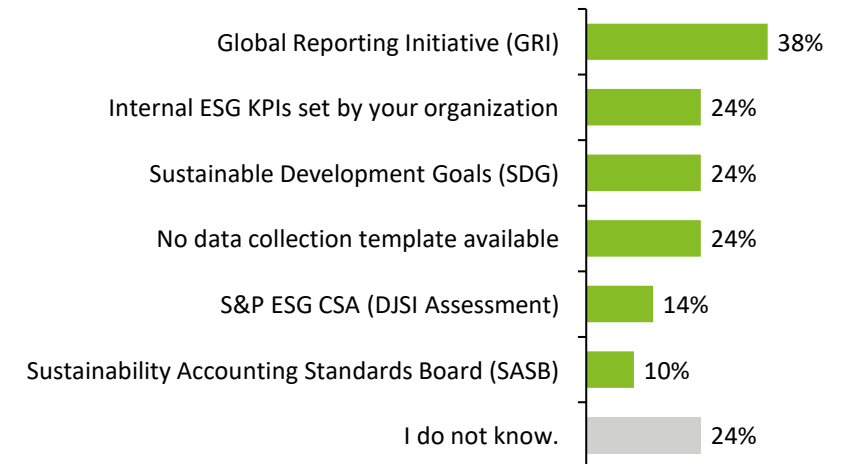 Global Reporting Initiative (GRI) 38%
Internal ESG KPIs set by your organization 24%
Sustainable Development Goals (SDG) 24%
No data collection template available 24%
S&P ESG CSA (DJSI Assessment) 14%
Sustainability Accounting Standards Board (SASB) 10%
I do not know. 24%